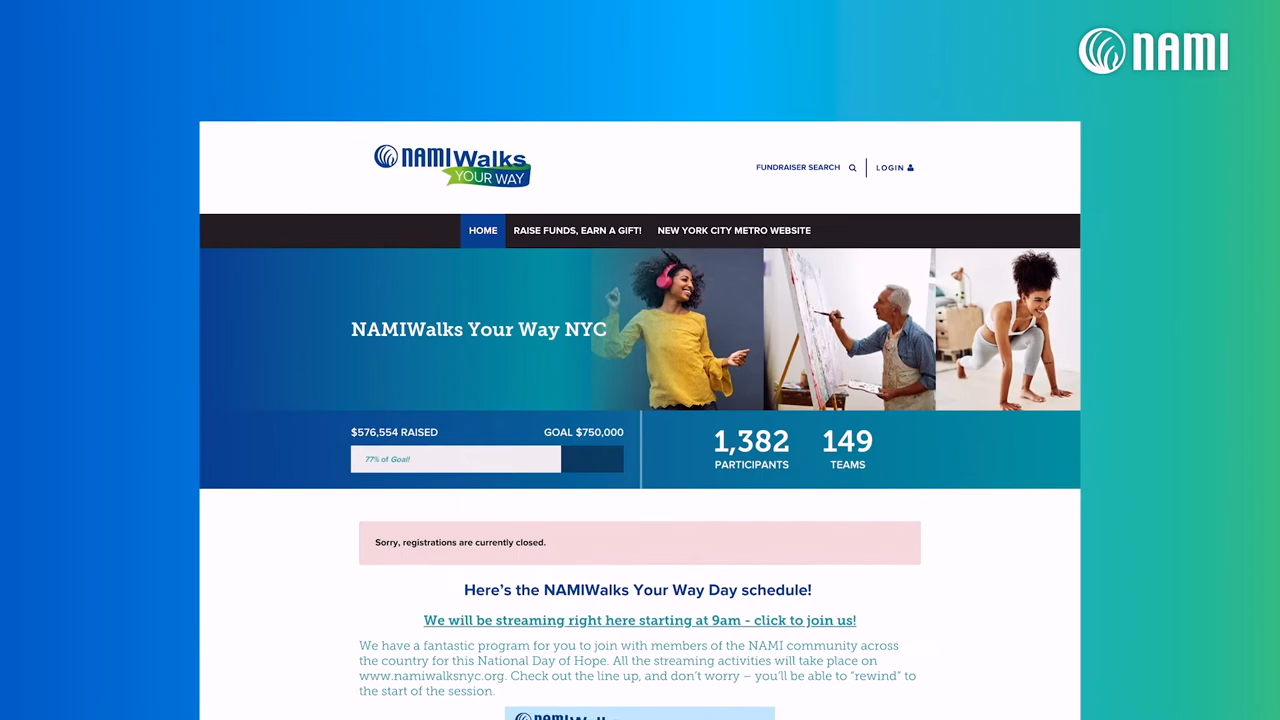 NAMI
NAMIWalks
YOUR WAY
FUNDRAISER SEARCH
LOGIN
HOME
RAISE FUNDS, EARN A GIFT!
NEW YORK CITY METRO WEBSITE
NAMIWalks Your Way NYC
$576,554 RAISED
GOAL $750,000
77% of Goal!
1,382
PARTICIPANTS
149
TEAMS
Sorry, registrations are currently closed.
Here's the NAMIWalks Your Way Day schedule!
We will be streaming right here starting at 9am - click to join us!
We have a fantastic program for you to join with members of the NAMI community across
the country for this National Day of Hope. All the streaming activities will take place on
www.namiwalksnyc.org. Check out the line up, and don't worry – you'll be able to “rewind” to
the start of the session.
NAMIWalks